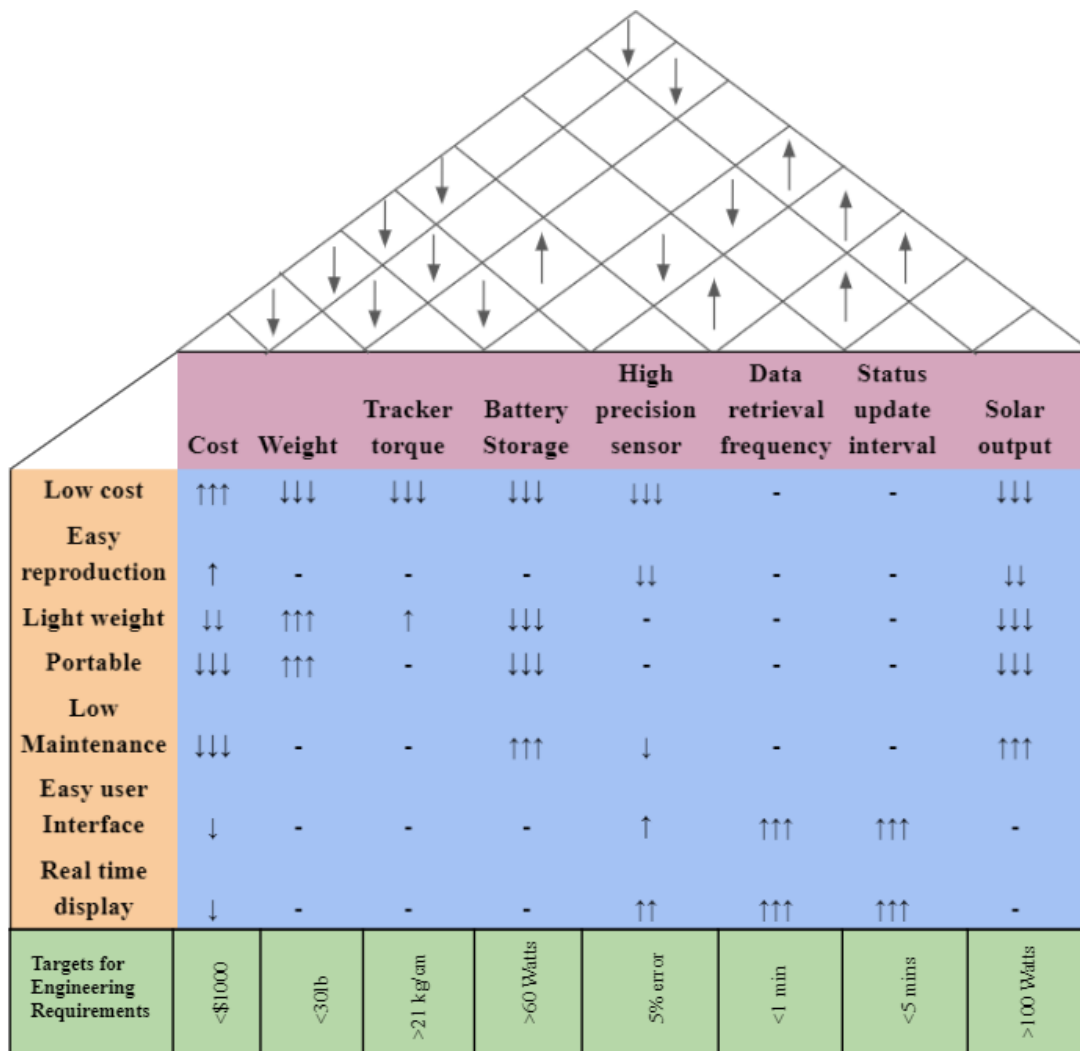 High Data Status
Tracker Battery precision retrieval update Solar
Cost Weight torque Storage sensor frequency interval output
Low cost ↑↑↑ ↓↓↓ ↓↓↓ ↓↓↓ ↓↓↓ - - ↓↓↓
Easy
reproduction ↑ - - - ↓↓ - - ↓↓
Light weight ↓↓ ↑↑↑ ↑ ↓↓↓ - - - ↓↓↓
Portable ↓↓↓ ↑↑↑ - ↓↓↓ - - - ↓↓↓
Low
Maintenance ↓↓↓ - - ↑↑↑ ↓ - - ↑↑↑
Easy user
Interface ↓ - - - ↑ ↑↑↑ ↑↑↑ -
Real time
display ↓ - - - ↑↑ ↑↑↑ ↑↑↑ -
Targets for
Engineering
Requirements
<$1000
<30lb
>21 kg/cm
>60 Watts
5% error
<1 min
<5 mins
>100 Watts